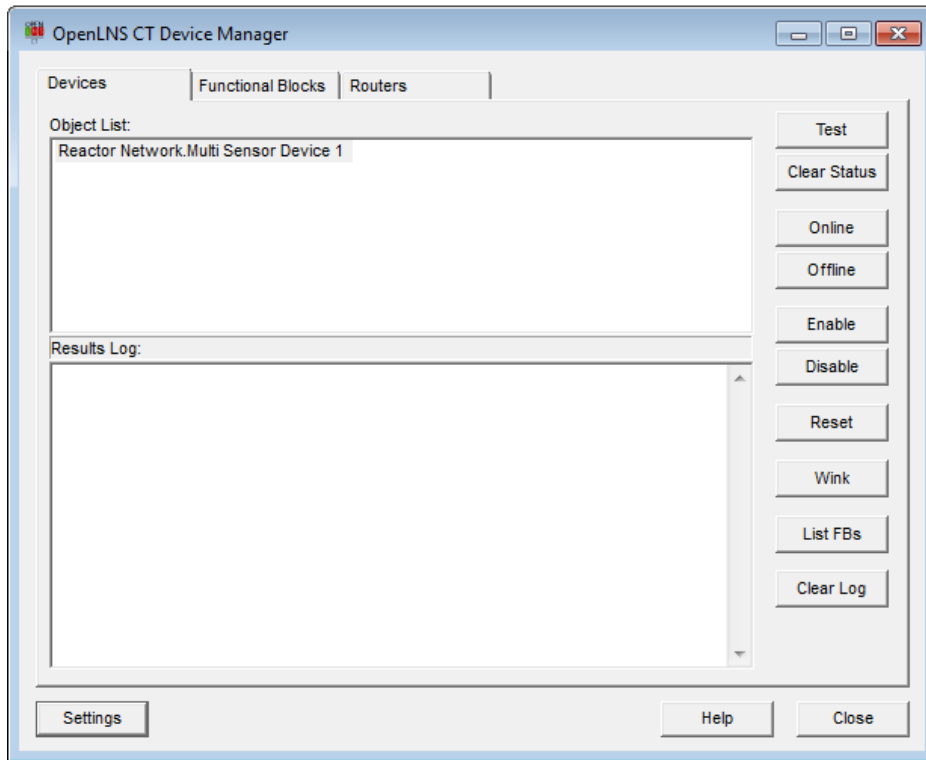 OpenLNS CT Device Manager
Devices
Functional Blocks
Routers
Object List:
Reactor Network.Multi Sensor Device 1
Test
Clear Status
Online
Offline
Enable
Results Log:
Disable
Reset
Wink
List FBs
Clear Log
Settings
Help
Close